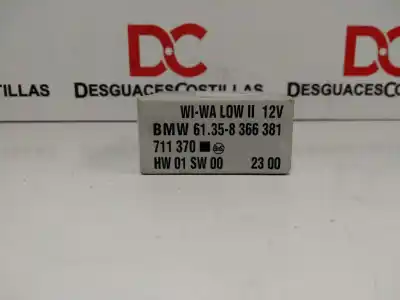 DC
DC
DESGUACESCOSTILLAS
DESGUACESCOSTILLAS
WI-WA LOW II 12V
BMW 61.35-8 366 381
711 370
HW 01 SW 00 23 00